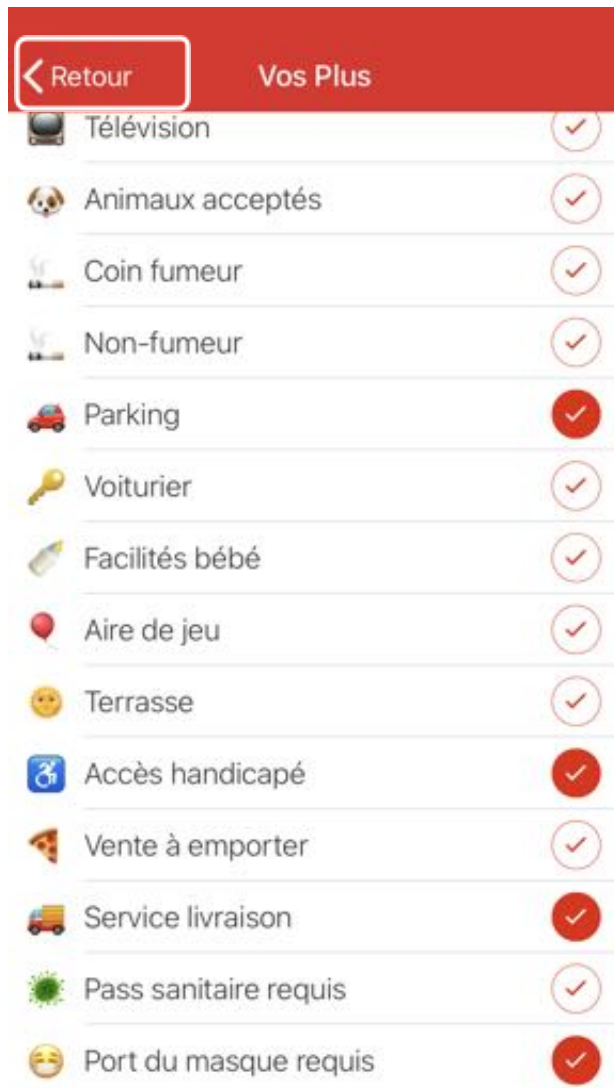 Retour
Vos Plus
Télévision
Animaux acceptés
Coin fumeur
Non-fumeur
Parking
Voiturier
Facilités bébé
Aire de jeu
Terrasse
Accès handicapé
Vente à emporter
Service livraison
Pass sanitaire requis
Port du masque requis